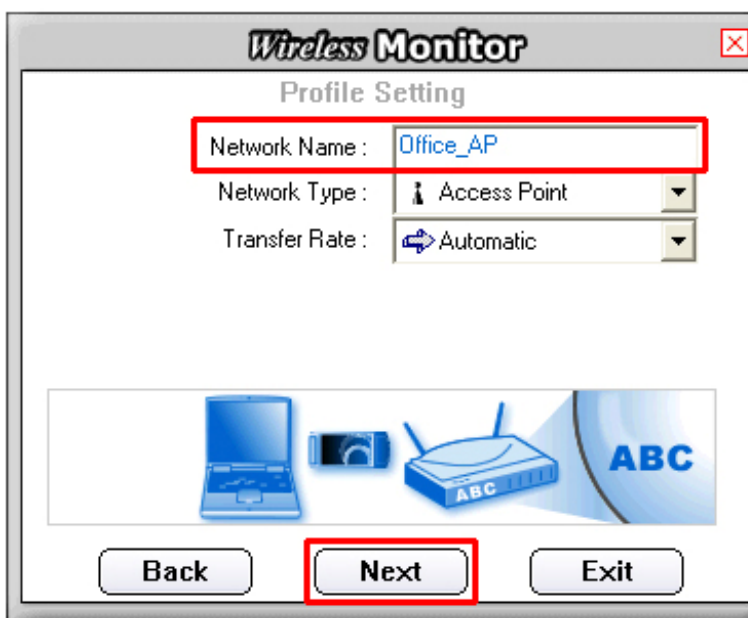 Wireless Monitor
Profile Setting
Network Name : Office_AP
Network Type : Access Point
Transfer Rate : Automatic
ABC
ABC
Back Next Exit